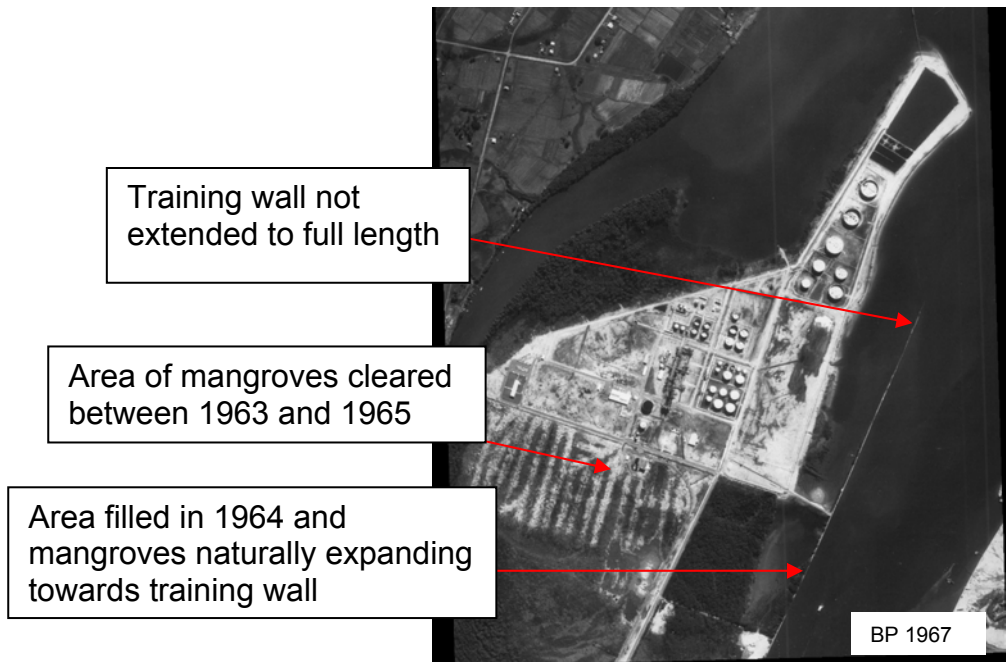 Training wall not
extended to full length
Area of mangroves cleared
between 1963 and 1965
Area filled in 1964 and
mangroves naturally expanding
towards training wall
BP 1967